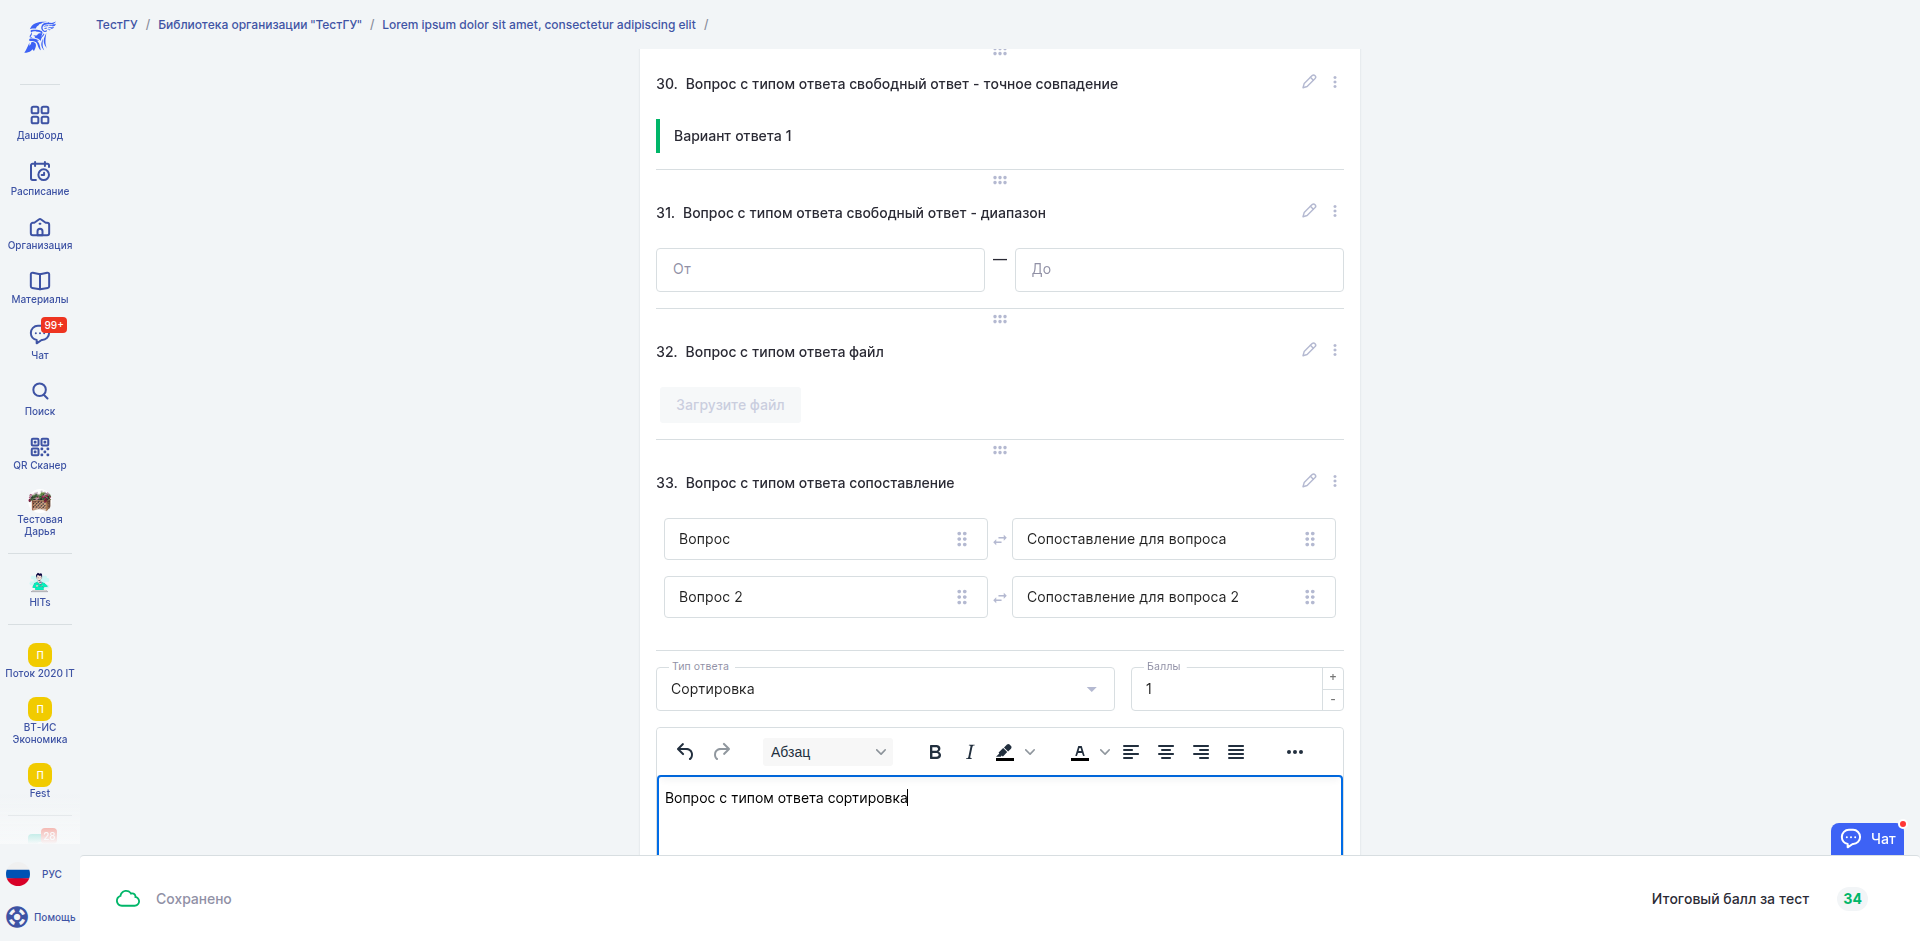 ТестГУ / Библиотека организации "ТестГУ" / Lorem ipsum dolor sit amet, consectetur adipiscing elit /
Дашборд
Расписание
Организация
Материалы
99+
Чат
Поиск
QR Сканер
Тестовая
Дарья
HITs
П
Поток 2020 IT
П
ВТ-ИС
Экономика
П
Fest
28
РУС
Помощь
30. Вопрос с типом ответа свободный ответ - точное совпадение
Вариант ответа 1
31. Вопрос с типом ответа свободный ответ - диапазон
От — До
32. Вопрос с типом ответа файл
Загрузите файл
33. Вопрос с типом ответа сопоставление
Вопрос Сопоставление для вопроса
Вопрос 2 Сопоставление для вопроса 2
Тип ответа Баллы
Сортировка 1 + -
Абзац B I A
Вопрос с типом ответа сортировка
Чат
Сохранено
Итоговый балл за тест 34